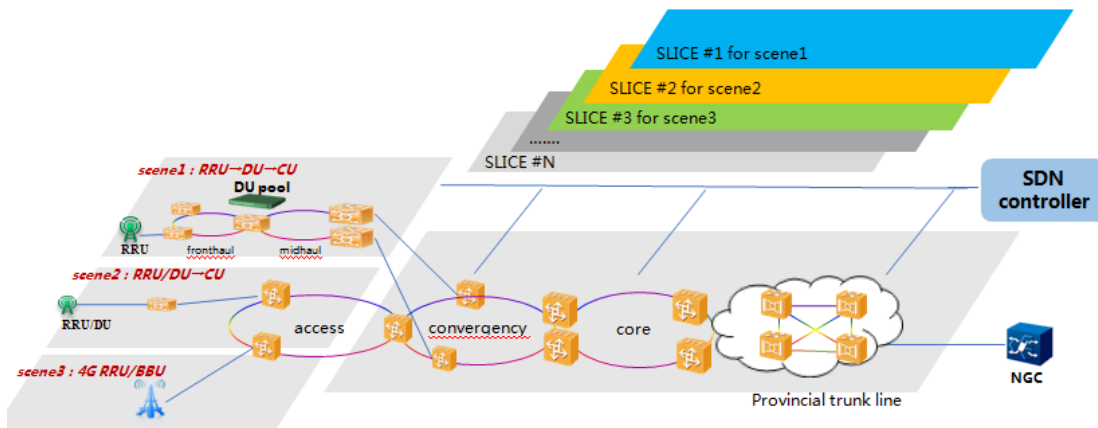 SLICE #1 for scene1
SLICE #2 for scene2
SLICE #3 for scene3
.......
SLICE #N
scene1 : RRU→DU→CU
DU pool
SDN
controller
RRU
fronthaul
midhaul
scene2 : RRU/DU→CU
RRU/DU
access
convergency
core
scene3 : 4G RRU/BBU
NGC
Provincial trunk line